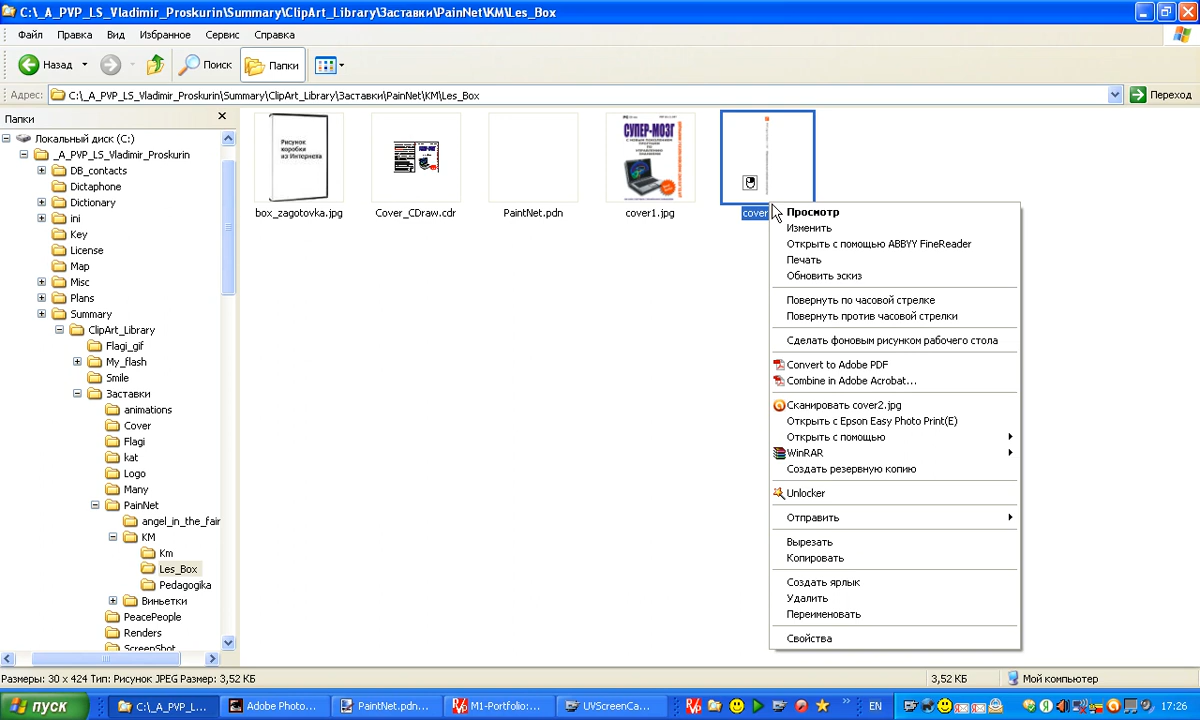 C:\_A_PVP_LS_Vladimir_Proskurin\Summary\ClipArt_Library\Заставки\PainNet\KM\Les_Box
Файл Правка Вид Избранное Сервис Справка
Назад Поиск Папки
Адрес: C:\_A_PVP_LS_Vladimir_Proskurin\Summary\ClipArt_Library\Заставки\PainNet\KM\Les_Box Переход
Папки
Локальный диск (C:)
_A_PVP_LS_Vladimir_Proskurin
DB_contacts
Dictaphone
Dictionary
ini
Key
License
Map
Misc
Plans
Summary
ClipArt_Library
Flagi_gif
My_flash
Smile
Заставки
animations
Cover
Flagi
kat
Logo
Many
PainNet
angel_in_the_fair
KM
Km
Les_Box
Pedagogika
Виньетки
PeacePeople
Renders
ScreenShot
Рисунок
коробки
из Интернета
СУПЕР-МОЗГ
box_zagotovka.jpg Cover_CDraw.cdr PaintNet.pdn cover1.jpg cover
Просмотр
Изменить
Открыть с помощью ABBYY FineReader
Печать
Обновить эскиз
Повернуть по часовой стрелке
Повернуть против часовой стрелки
Сделать фоновым рисунком рабочего стола
Convert to Adobe PDF
Combine in Adobe Acrobat...
Сканировать cover2.jpg
Открыть с Epson Easy Photo Print(E)
Открыть с помощью
WinRAR
Создать резервную копию
Unlocker
Отправить
Вырезать
Копировать
Создать ярлык
Удалить
Переименовать
Свойства
Размеры: 30 x 424 Тип: Рисунок JPEG Размер: 3,52 КБ 3,52 КБ Мой компьютер
пуск C:\_A_PVP_L... Adobe Photo... PaintNet.pdn... M1-Portfolio:... UVScreenCa... EN 17:26